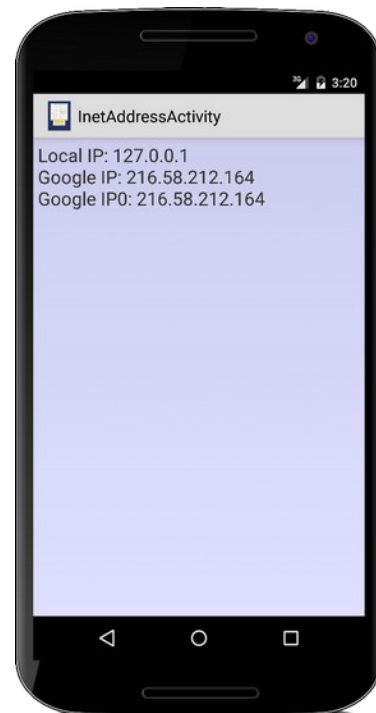 3G 3:20
InetAddressActivity
Local IP: 127.0.0.1
Google IP: 216.58.212.164
Google IP0: 216.58.212.164